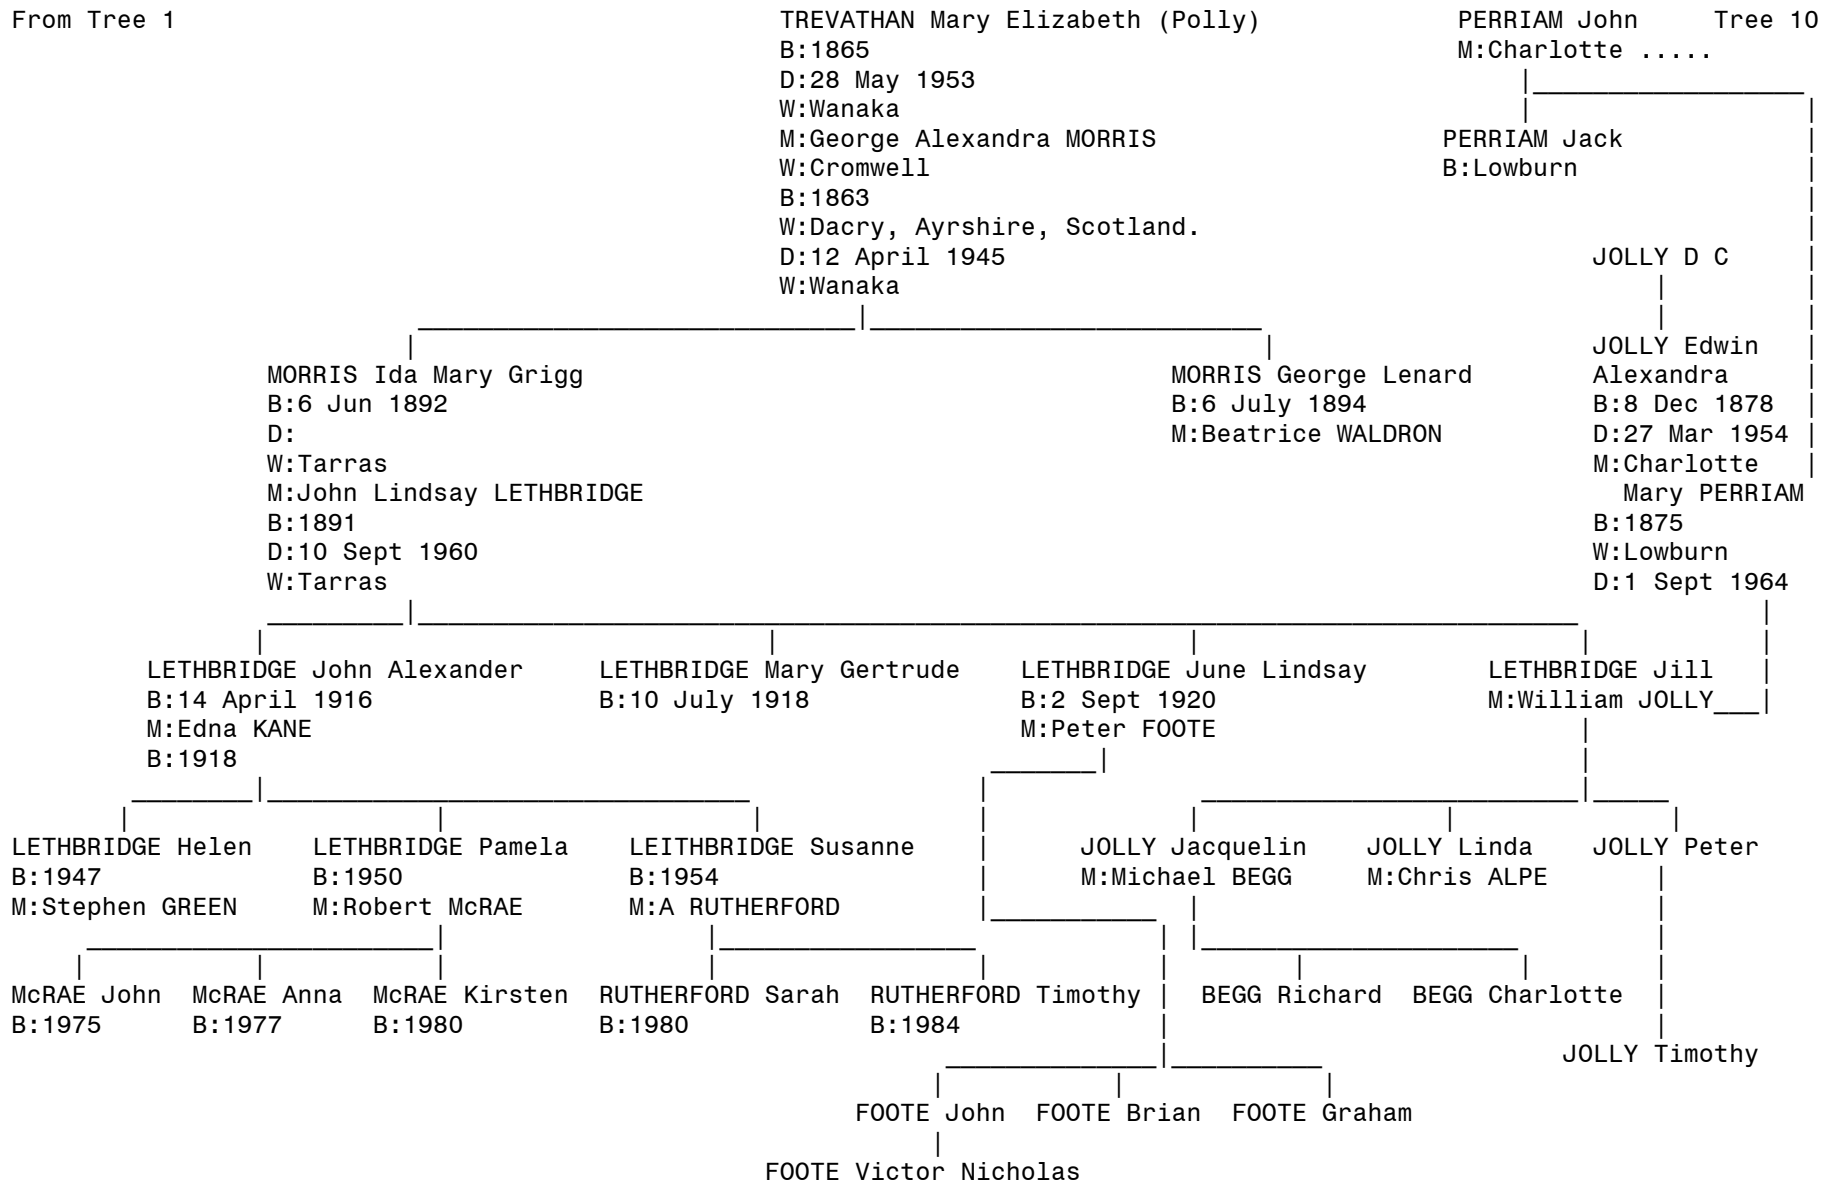 From Tree 1 TREVATHAN Mary Elizabeth (Polly) PERRIAM John Tree 10
B:1865 M:Charlotte .....
D:28 May 1953
W:Wanaka
M:George Alexandra MORRIS PERRIAM Jack
W:Cromwell B:Lowburn
B:1863
W:Dacry, Ayrshire, Scotland.
D:12 April 1945 JOLLY D C
W:Wanaka
JOLLY Edwin
MORRIS Ida Mary Grigg MORRIS George Lenard Alexandra
B:6 Jun 1892 B:6 July 1894 B:8 Dec 1878
D: M:Beatrice WALDRON D:27 Mar 1954
W:Tarras M:Charlotte
M:John Lindsay LETHBRIDGE Mary PERRIAM
B:1891 B:1875
D:10 Sept 1960 W:Lowburn
W:Tarras D:1 Sept 1964
LETHBRIDGE John Alexander LETHBRIDGE Mary Gertrude LETHBRIDGE June Lindsay LETHBRIDGE Jill
B:14 April 1916 B:10 July 1918 B:2 Sept 1920 M:William JOLLY
M:Edna KANE M:Peter FOOTE
B:1918
LETHBRIDGE Helen LETHBRIDGE Pamela LEITHBRIDGE Susanne JOLLY Jacquelin JOLLY Linda JOLLY Peter
B:1947 B:1950 B:1954 M:Michael BEGG M:Chris ALPE
M:Stephen GREEN M:Robert McRAE M:A RUTHERFORD
McRAE John McRAE Anna McRAE Kirsten RUTHERFORD Sarah RUTHERFORD Timothy BEGG Richard BEGG Charlotte
B:1975 B:1977 B:1980 B:1980 B:1984
JOLLY Timothy
FOOTE John FOOTE Brian FOOTE Graham
FOOTE Victor Nicholas